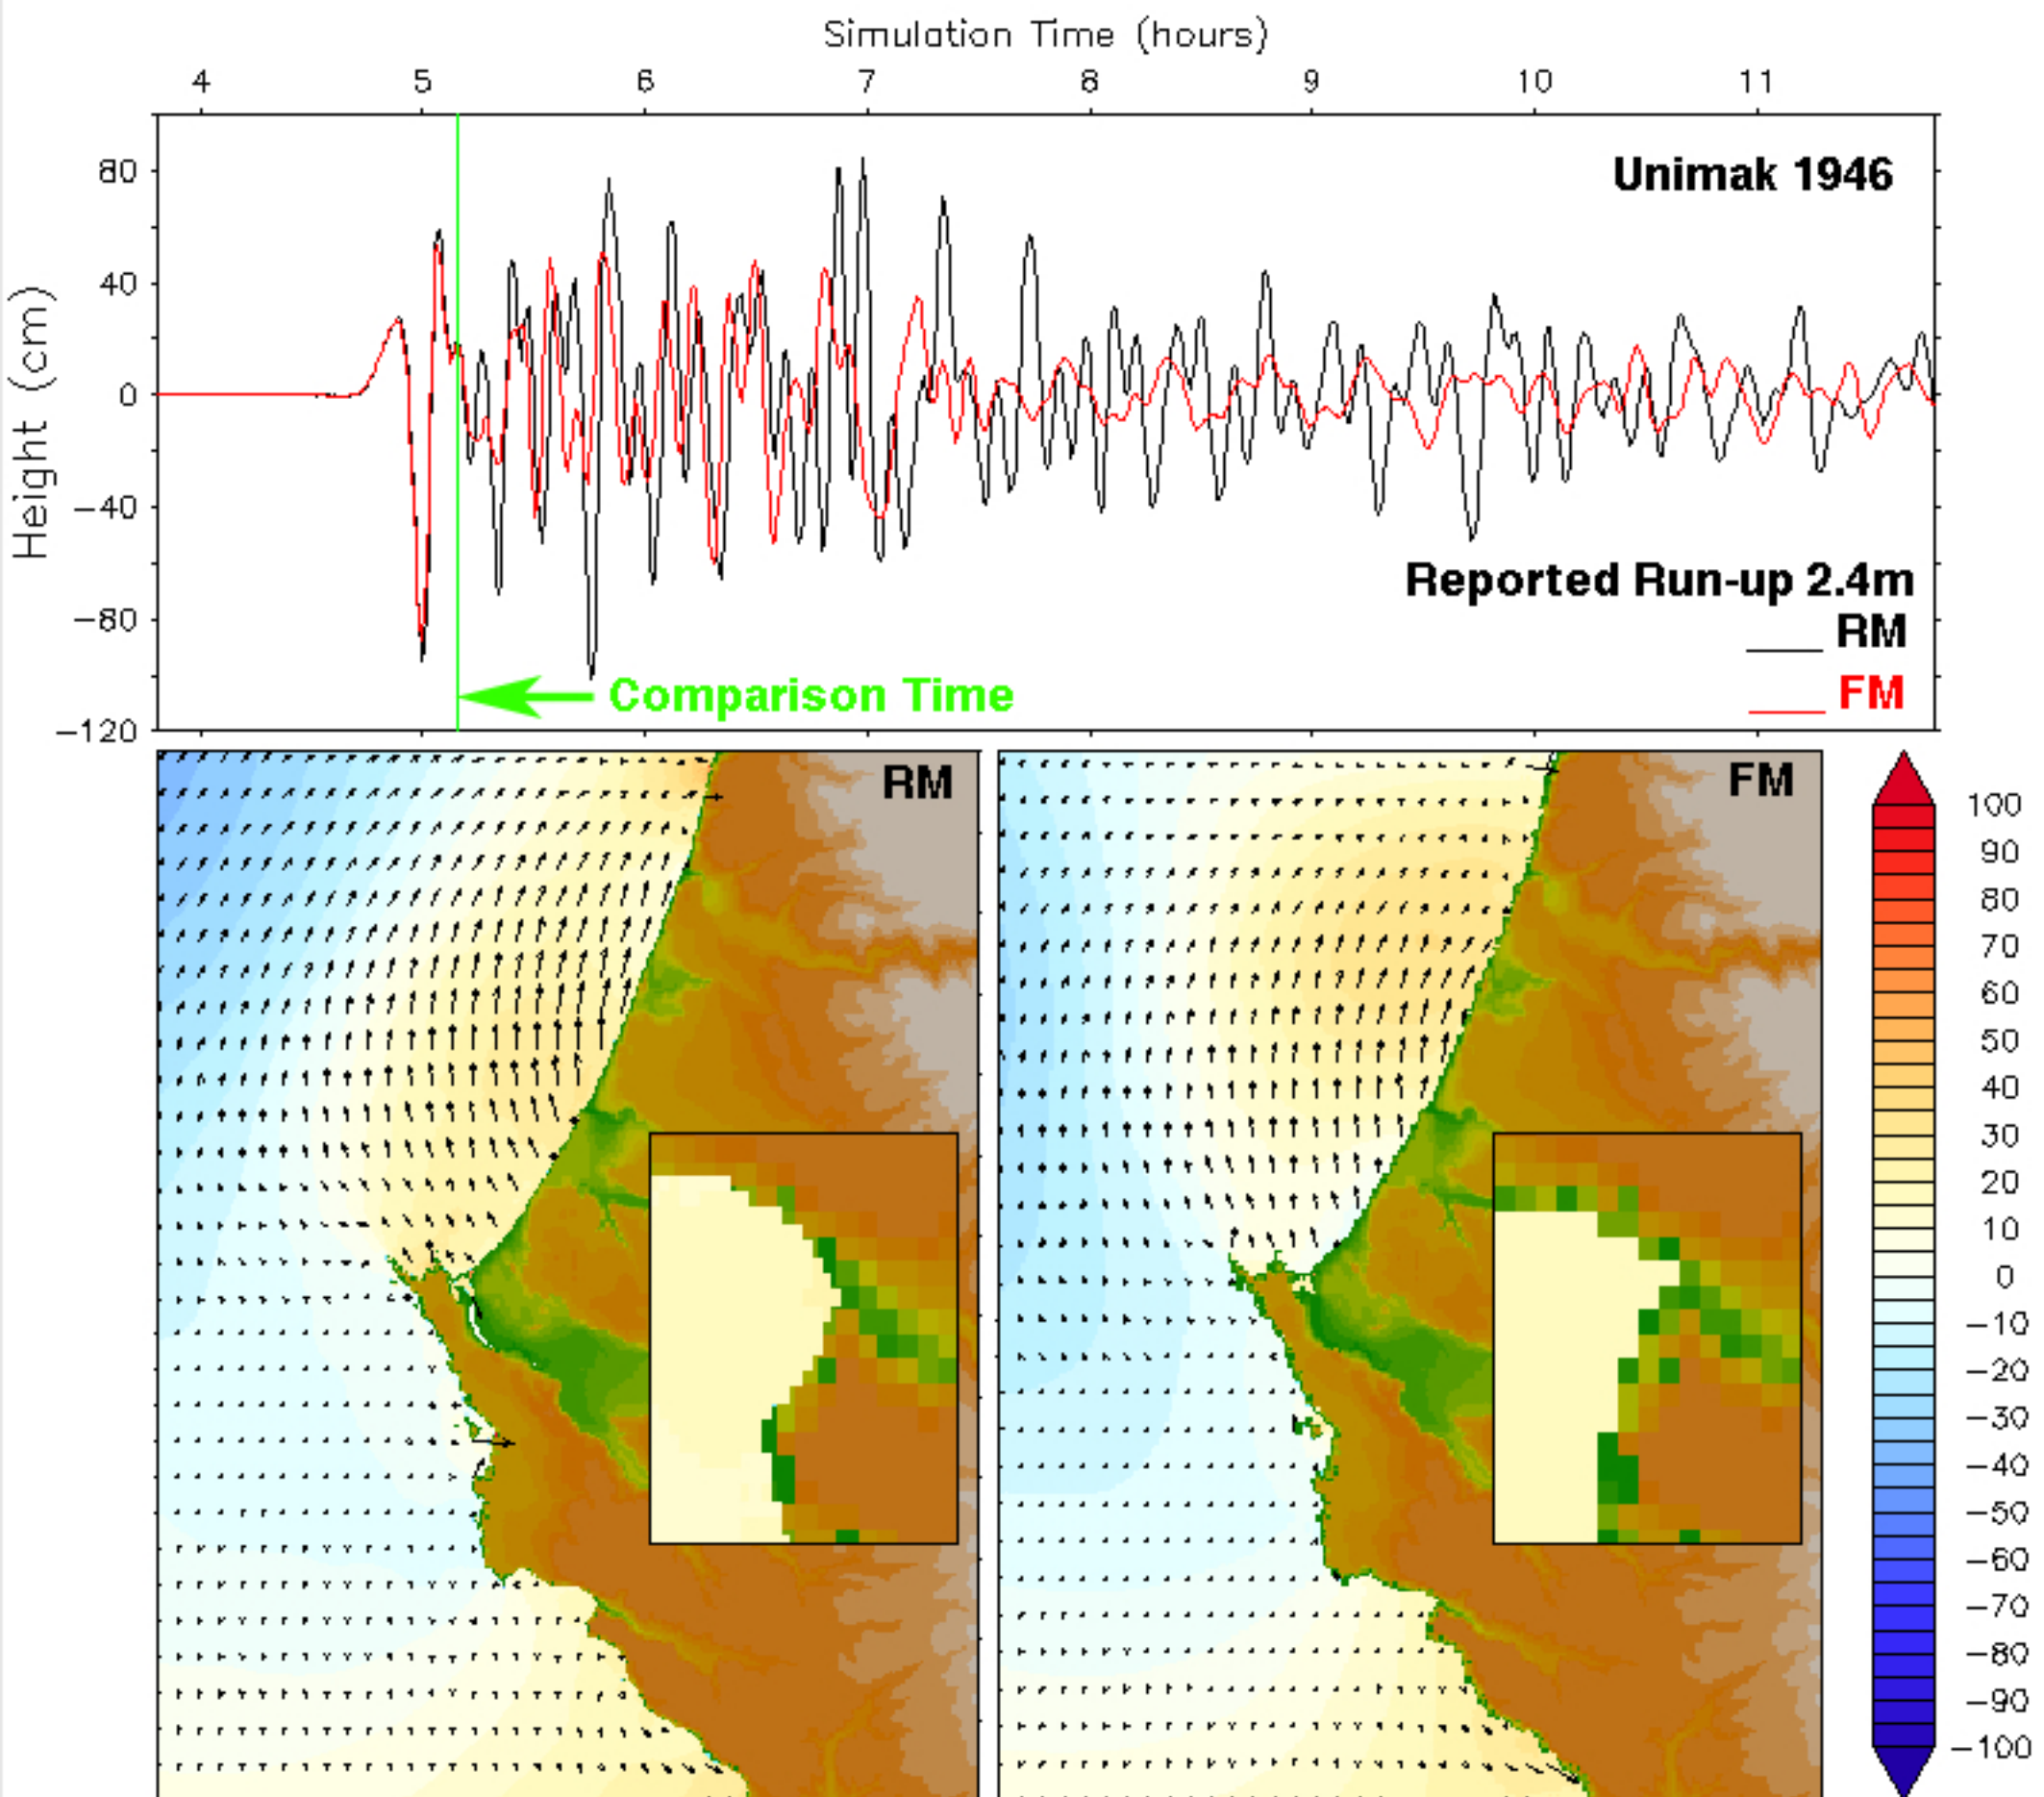 Simulation Time (hours)
4 5 6 7 8 9 10 11
Height (cm)
80
40
0
−40
−80
−120
Unimak 1946
Reported Run-up 2.4m
RM
FM
Comparison Time
RM
FM
100
90
80
70
60
50
40
30
20
10
0
−10
−20
−30
−40
−50
−60
−70
−80
−90
−100